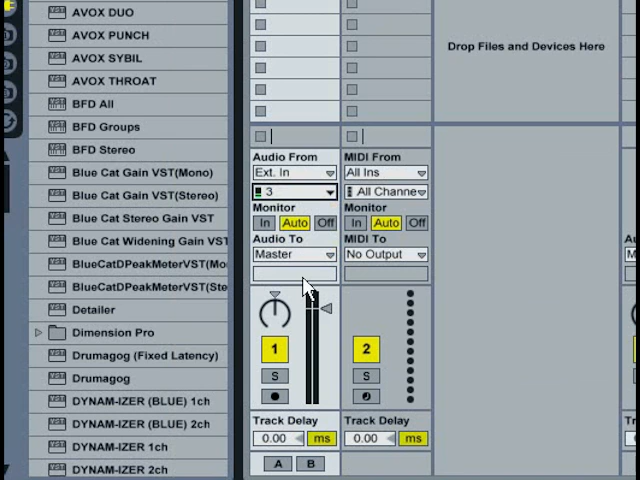 AVOX DUO
AVOX PUNCH
AVOX SYBIL
AVOX THROAT
BFD All
BFD Groups
BFD Stereo
Blue Cat Gain VST(Mono)
Blue Cat Gain VST(Stereo)
Blue Cat Stereo Gain VST
Blue Cat Widening Gain VST
BlueCatDPeakMeterVST(Mo
BlueCatDPeakMeterVST(Ste
Detailer
Dimension Pro
Drumagog (Fixed Latency)
Drumagog
DYNAM-IZER (BLUE) 1ch
DYNAM-IZER (BLUE) 2ch
DYNAM-IZER 1ch
DYNAM-IZER 2ch
Audio From
Ext. In
3
Monitor
In Auto Off
Audio To
Master
1
S
Track Delay
0.00 ms
A B
MIDI From
All Ins
All Channe
Monitor
In Auto Off
MIDI To
No Output
2
S
Track Delay
0.00 ms
Drop Files and Devices Here